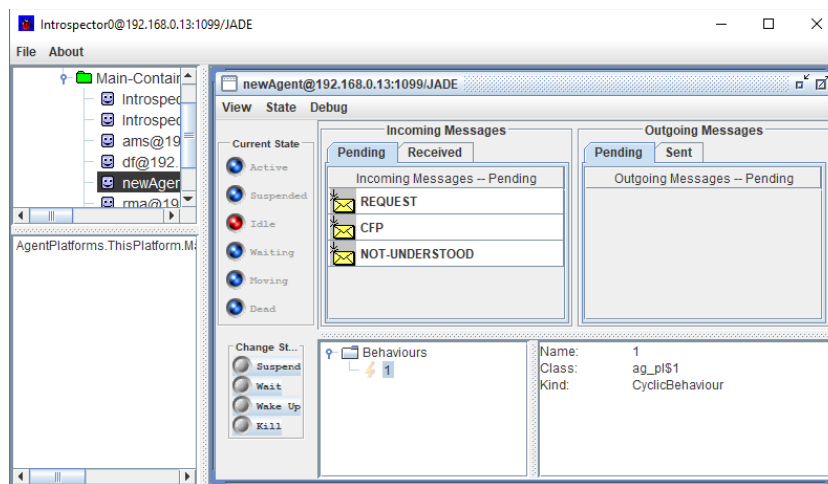 Introspector0@192.168.0.13:1099/JADE
File About
Main-Contair
Introspec
Introspec
ams@19
df@192.
newAger
rma@19
AgentPlatforms.ThisPlatform.Ma
newAgent@192.168.0.13:1099/JADE
View State Debug
Current State
Active
Suspended
Idle
Waiting
Moving
Dead
Change St...
Suspend
Wait
Wake Up
Kill
Incoming Messages
Pending Received
Incoming Messages -- Pending
REQUEST
CFP
NOT-UNDERSTOOD
Outgoing Messages
Pending Sent
Outgoing Messages -- Pending
Behaviours
1
Name: 1
Class: ag_pl$1
Kind: CyclicBehaviour